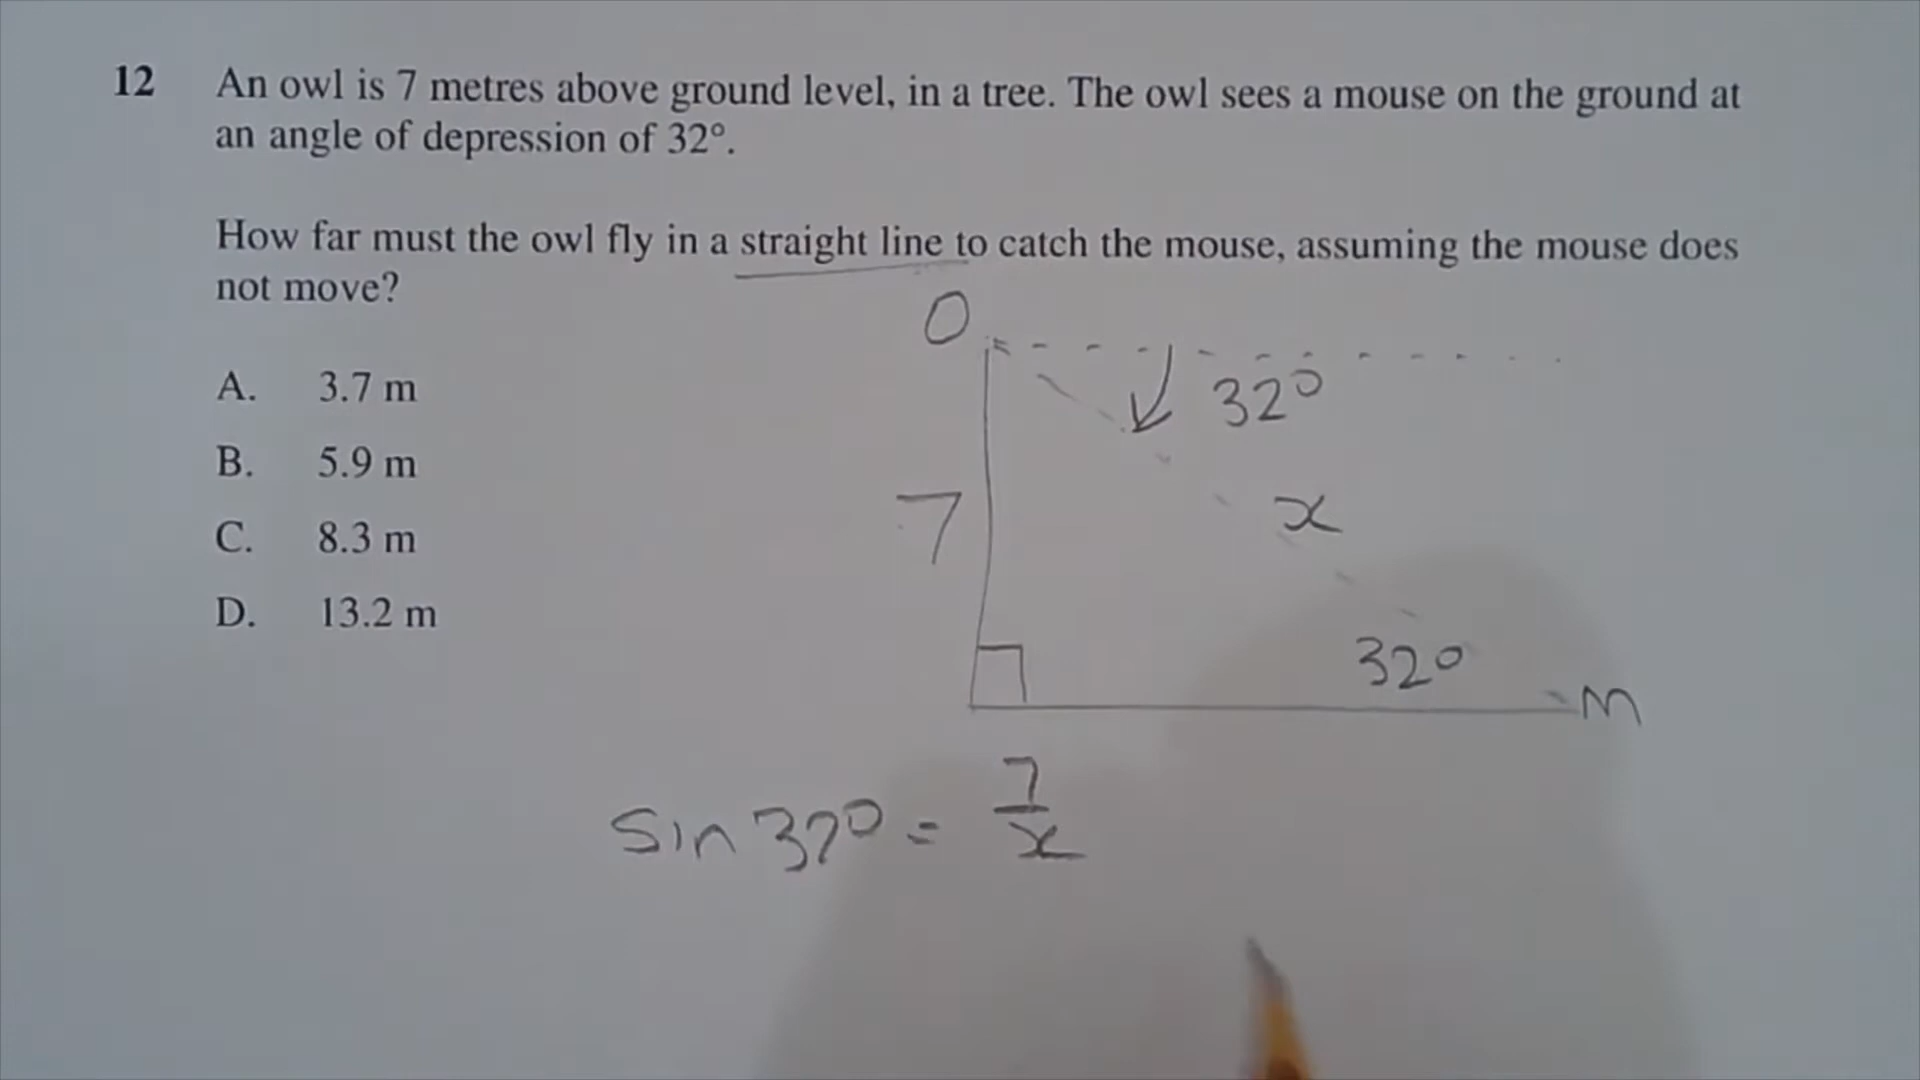 12 An owl is 7 metres above ground level, in a tree. The owl sees a mouse on the ground at
an angle of depression of 32°.
How far must the owl fly in a straight line to catch the mouse, assuming the mouse does
not move?
A. 3.7 m
B. 5.9 m
C. 8.3 m
D. 13.2 m
O
32°
7
x
32°
M
sin 32° = 7/x